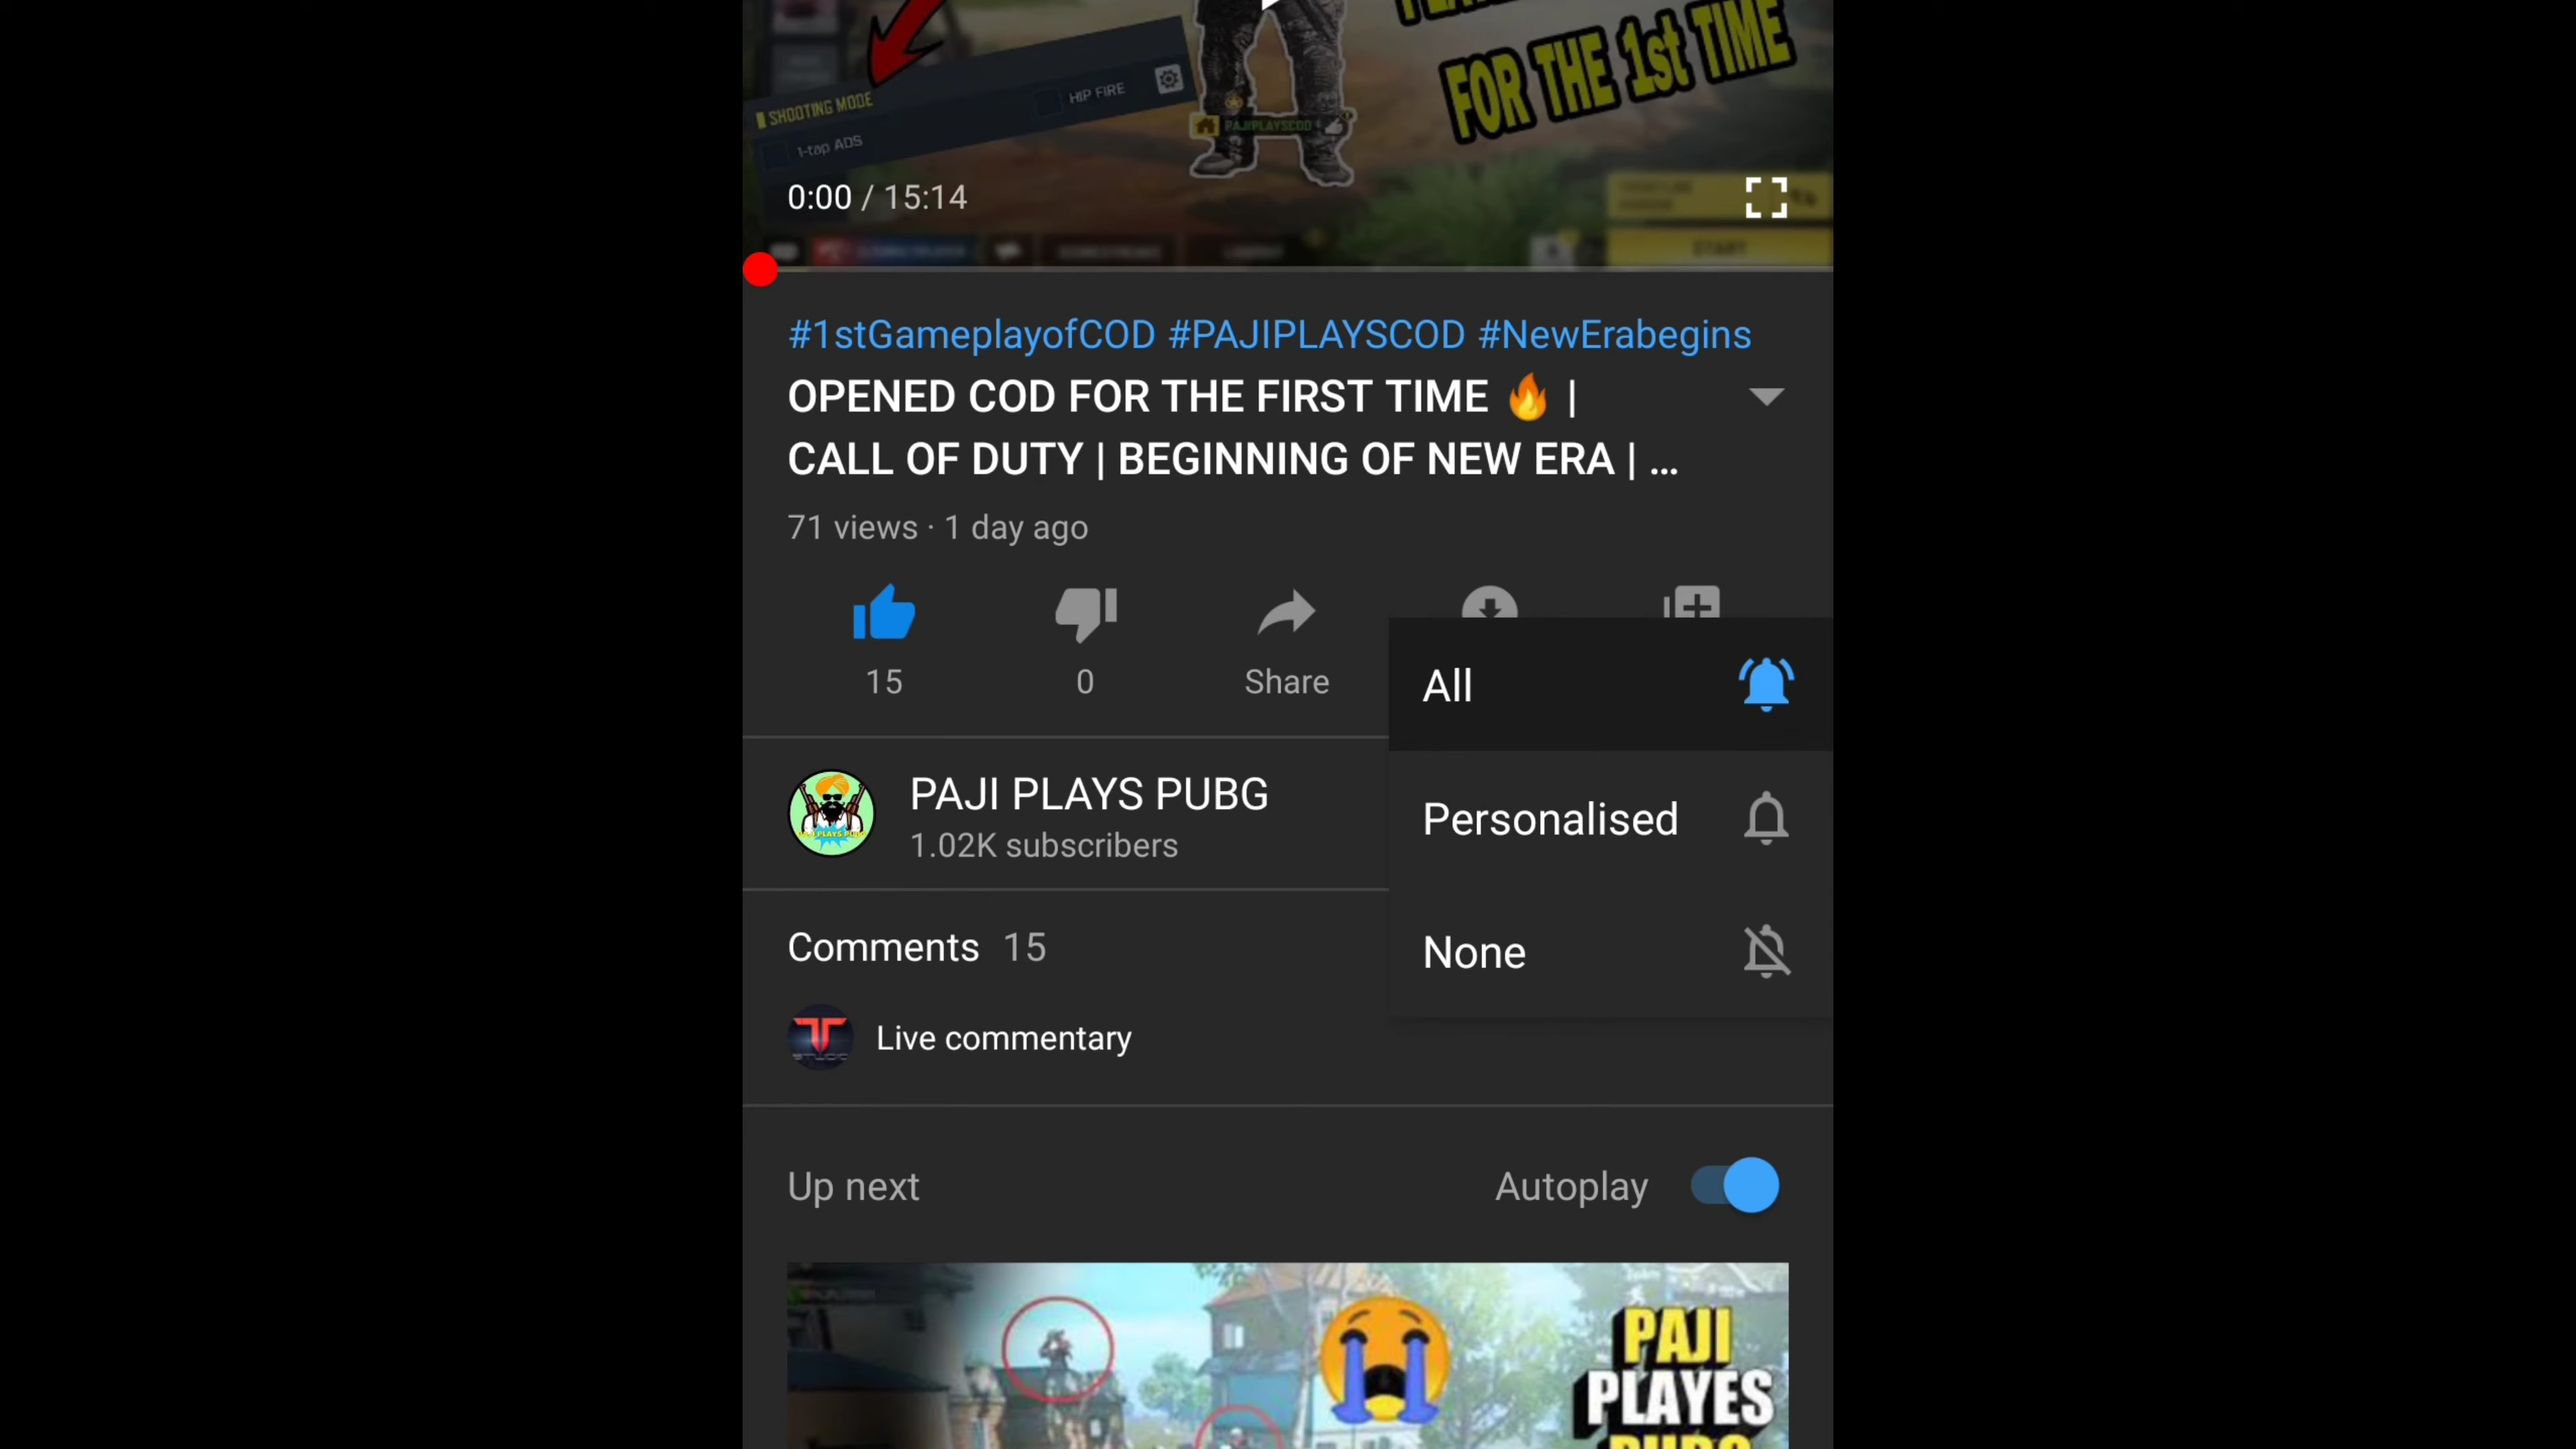 FOR THE 1st TIME
SHOOTING MODE
HIP FIRE
1-tap ADS
PAJIPLAYSCOD
0:00 / 15:14
START
#1stGameplayofCOD #PAJIPLAYSCOD #NewErabegins
OPENED COD FOR THE FIRST TIME 🔥 |
CALL OF DUTY | BEGINNING OF NEW ERA | ...
71 views · 1 day ago
15
0
Share
All
PAJI PLAYS PUBG
1.02K subscribers
Personalised
Comments 15
None
Live commentary
Up next
Autoplay
PAJI
PLAYES